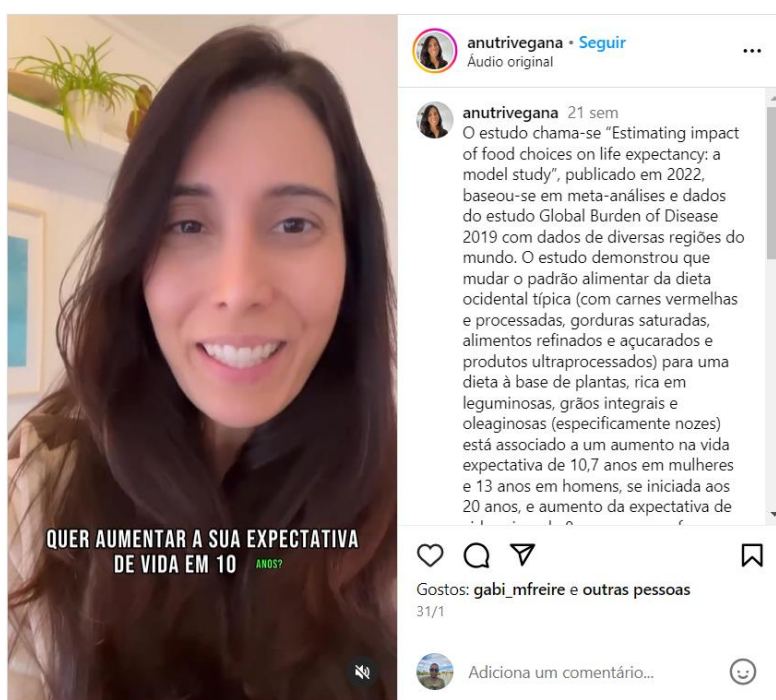 anutrivegana • Seguir
Áudio original
anutrivegana 21 sem
O estudo chama-se “Estimating impact
of food choices on life expectancy: a
model study”, publicado em 2022,
baseou-se em meta-análises e dados
do estudo Global Burden of Disease
2019 com dados de diversas regiões do
mundo. O estudo demonstrou que
mudar o padrão alimentar da dieta
ocidental típica (com carnes vermelhas
e processadas, gorduras saturadas,
alimentos refinados e açucarados e
produtos ultraprocessados) para uma
dieta à base de plantas, rica em
leguminosas, grãos integrais e
oleaginosas (especificamente nozes)
está associado a um aumento na vida
expectativa de 10,7 anos em mulheres
e 13 anos em homens, se iniciada aos
20 anos, e aumento da expectativa de
QUER AUMENTAR A SUA EXPECTATIVA
DE VIDA EM 10 ANOS?
Gostos: gabi_mfreire e outras pessoas
31/1
Adiciona um comentário...